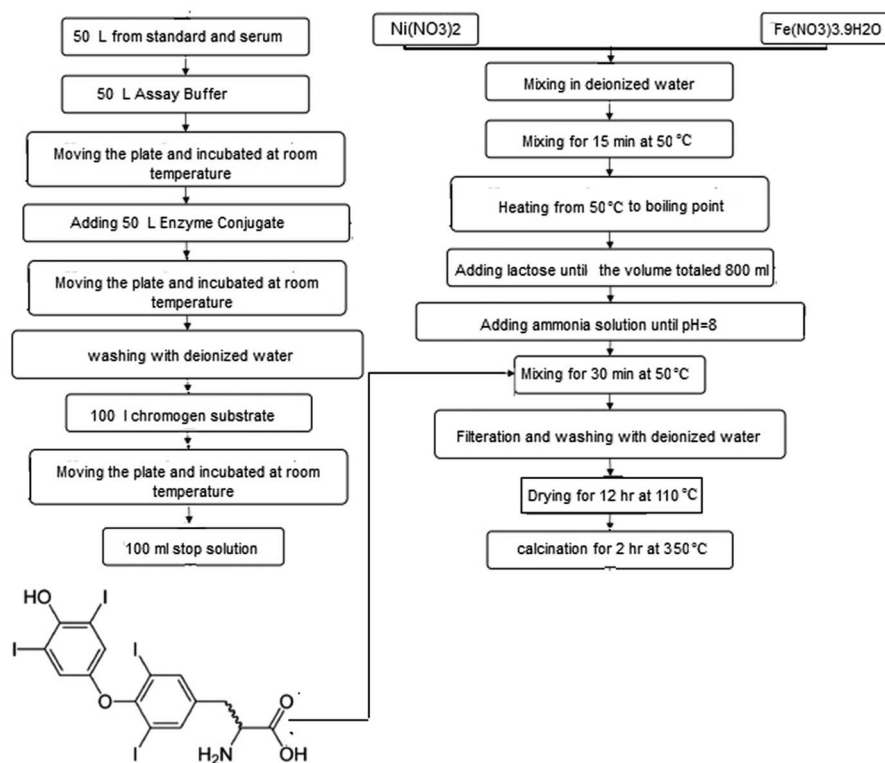 50 L from standard and serum
50 L Assay Buffer
Moving the plate and incubated at room
temperature
Adding 50 L Enzyme Conjugate
Moving the plate and incubated at room
temperature
washing with deionized water
100 l chromogen substrate
Moving the plate and incubated at room
temperature
100 ml stop solution
Ni(NO3)2
Fe(NO3)3.9H2O
Mixing in deionized water
Mixing for 15 min at 50°C
Heating from 50°C to boiling point
Adding lactose until the volume totaled 800 ml
Adding ammonia solution until pH=8
Mixing for 30 min at 50°C
Filteration and washing with deionized water
Drying for 12 hr at 110°C
calcination for 2 hr at 350°C
HO
I
I
I
O
O
I
H₂N
OH